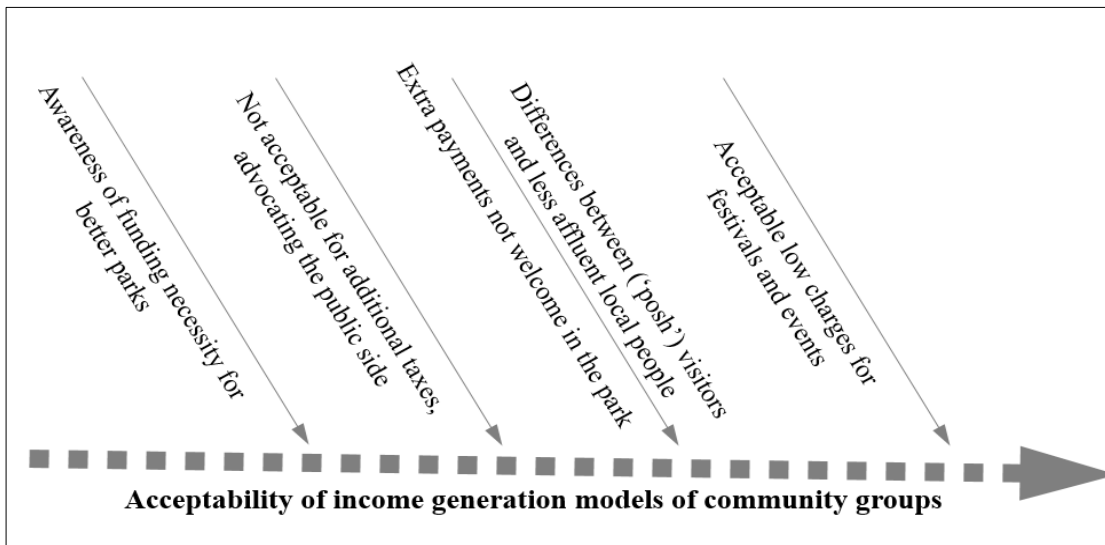 Awareness of funding necessity for
better parks
Not acceptable for additional taxes,
advocating the public side
Extra payments not welcome in the park
Differences between (‘posh’) visitors
and less affluent local people
Acceptable low charges for
festivals and events
Acceptability of income generation models of community groups